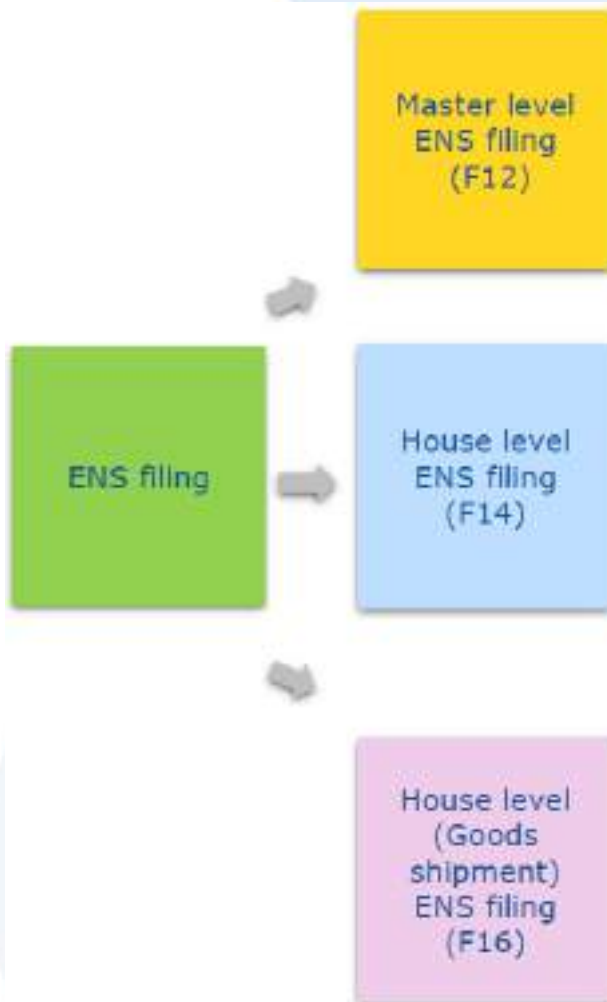 Master level
ENS filing
(F12)
ENS filing
House level
ENS filing
(F14)
House level
(Goods
shipment)
ENS filing
(F16)